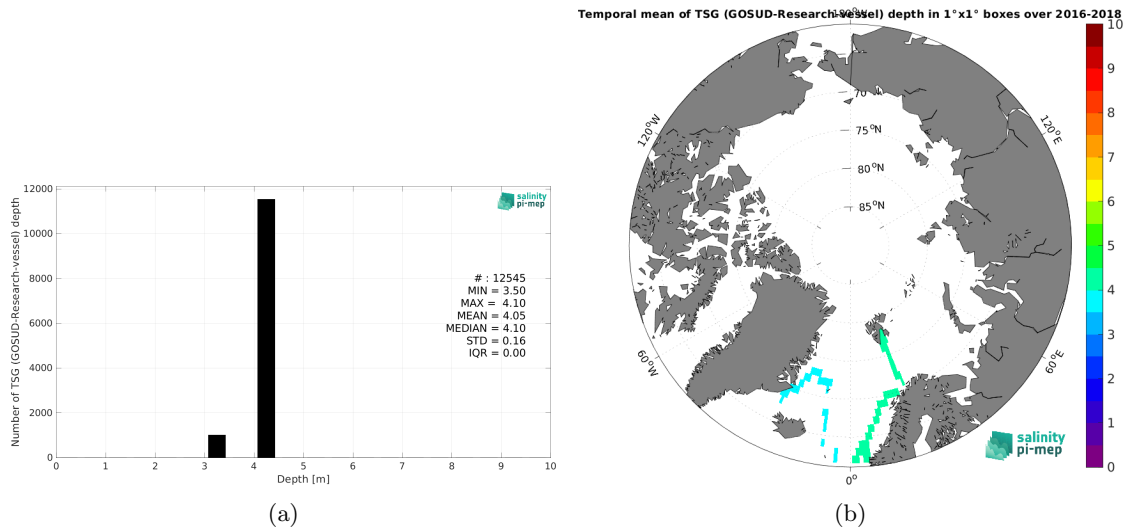 Number of TSG (GOSUD-Research-vessel) depth
12000
10000
8000
6000
4000
2000
0
0 1 2 3 4 5 6 7 8 9 10
Depth [m]
salinity
pi-mep
# : 12545
MIN = 3.50
MAX = 4.10
MEAN = 4.05
MEDIAN = 4.10
STD = 0.16
IQR = 0.00
(a)
Temporal mean of TSG (GOSUD-Research-vessel) depth in 1°x1° boxes over 2016-2018
180°W
120°W
120°E
70
75°N
80°N
85°N
60°W
60°E
0°
salinity
pi-mep
10
9
8
7
6
5
4
3
2
1
0
(b)